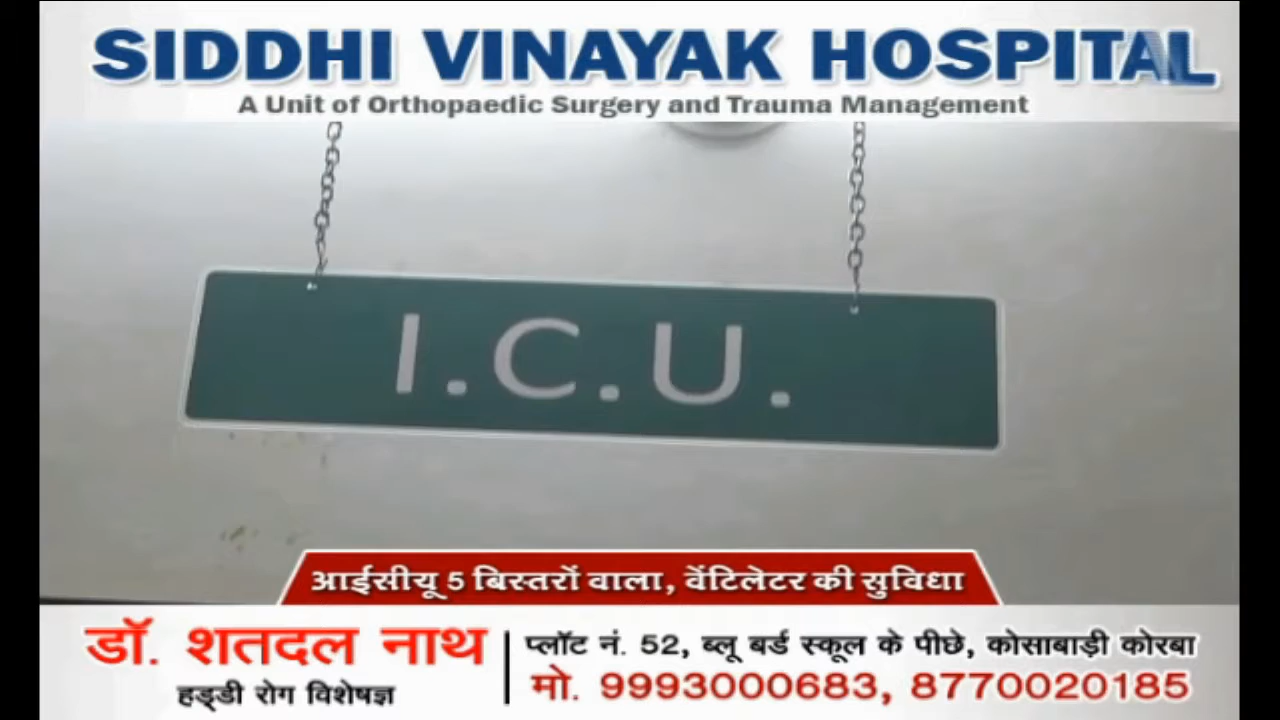 SIDDHI VINAYAK HOSPITAL
A Unit of Orthopaedic Surgery and Trauma Management
I.C.U.
आईसीयू 5 बिस्तरों वाला, वेंटिलेटर की सुविधा
डॉ. शतदल नाथ
हड्डी रोग विशेषज्ञ
प्लॉट नं. 52, ब्लू बर्ड स्कूल के पीछे, कोसाबाड़ी कोरबा
मो. 9993000683, 8770020185